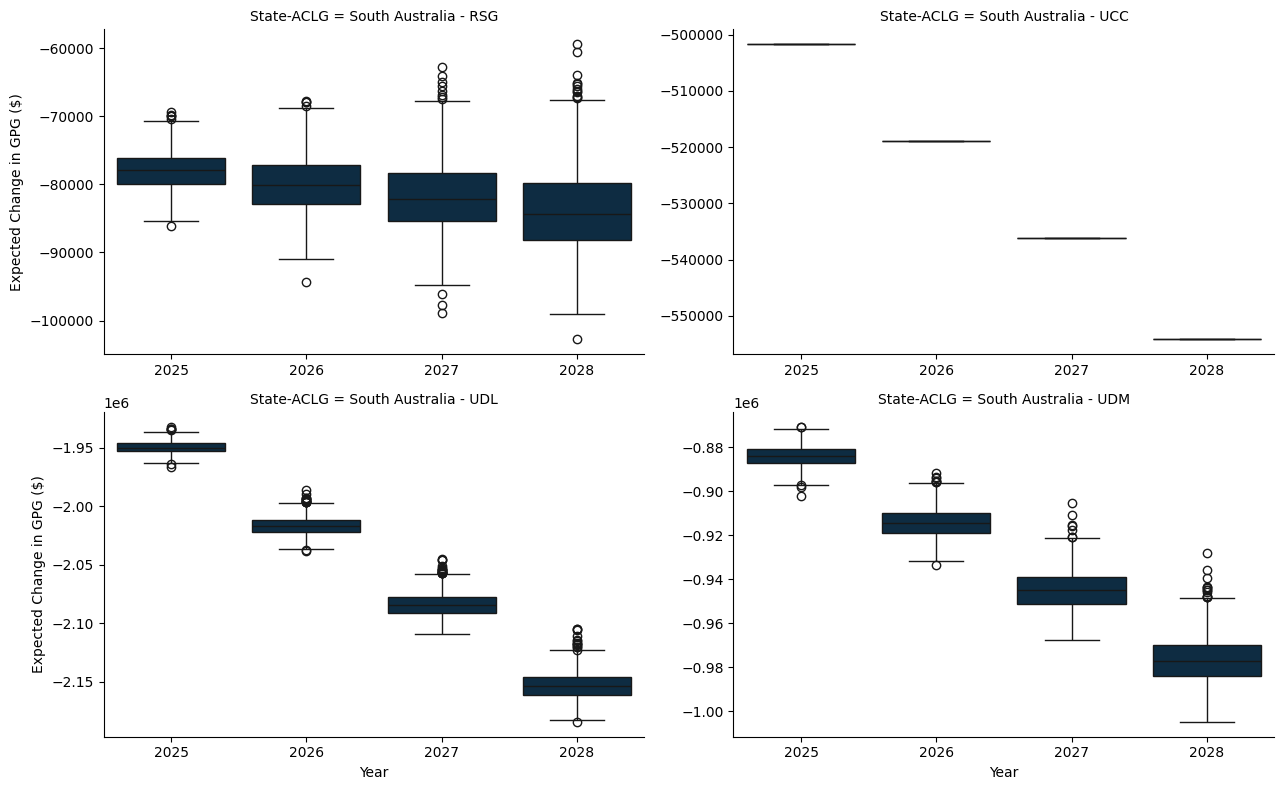 State-ACLG = South Australia - RSG
Expected Change in GPG ($)
−60000
−70000
−80000
−90000
−100000
2025 2026 2027 2028
State-ACLG = South Australia - UCC
−500000
−510000
−520000
−530000
−540000
−550000
2025 2026 2027 2028
State-ACLG = South Australia - UDL
1e6
Expected Change in GPG ($)
−1.95
−2.00
−2.05
−2.10
−2.15
2025 2026 2027 2028
Year
State-ACLG = South Australia - UDM
1e6
−0.88
−0.90
−0.92
−0.94
−0.96
−0.98
−1.00
2025 2026 2027 2028
Year